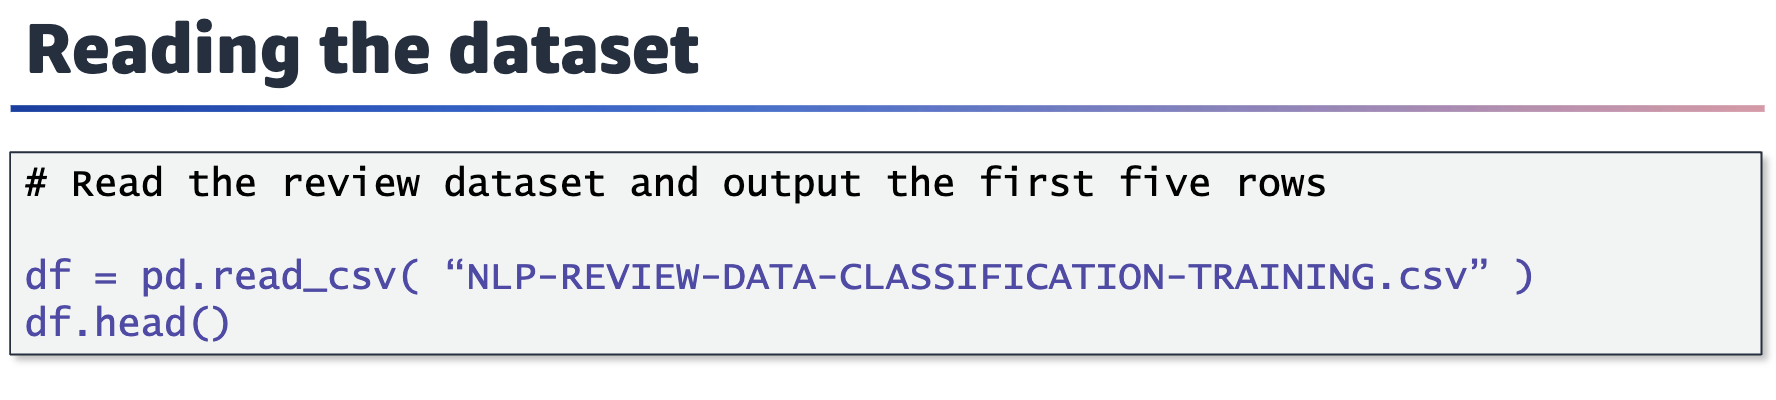 Reading the dataset
# Read the review dataset and output the first five rows
df = pd.read_csv( “NLP-REVIEW-DATA-CLASSIFICATION-TRAINING.csv” )
df.head()